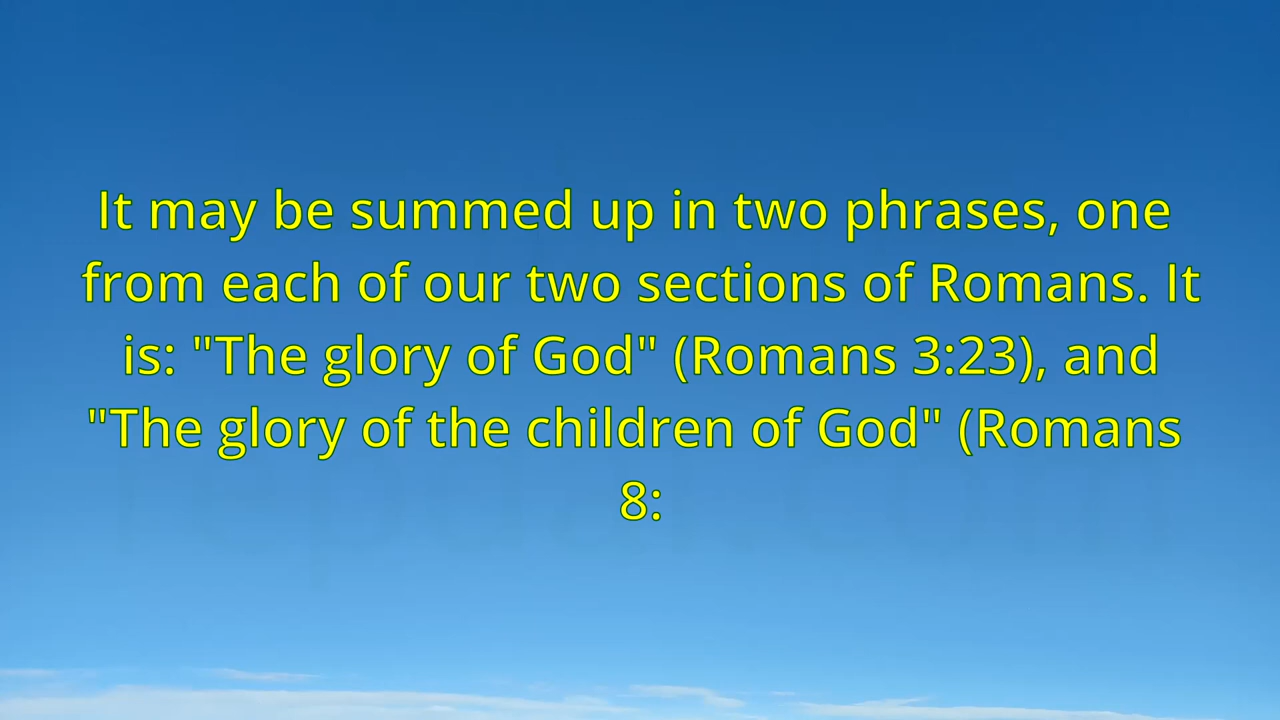 It may be summed up in two phrases, one
from each of our two sections of Romans. It
is: "The glory of God" (Romans 3:23), and
"The glory of the children of God" (Romans
8: